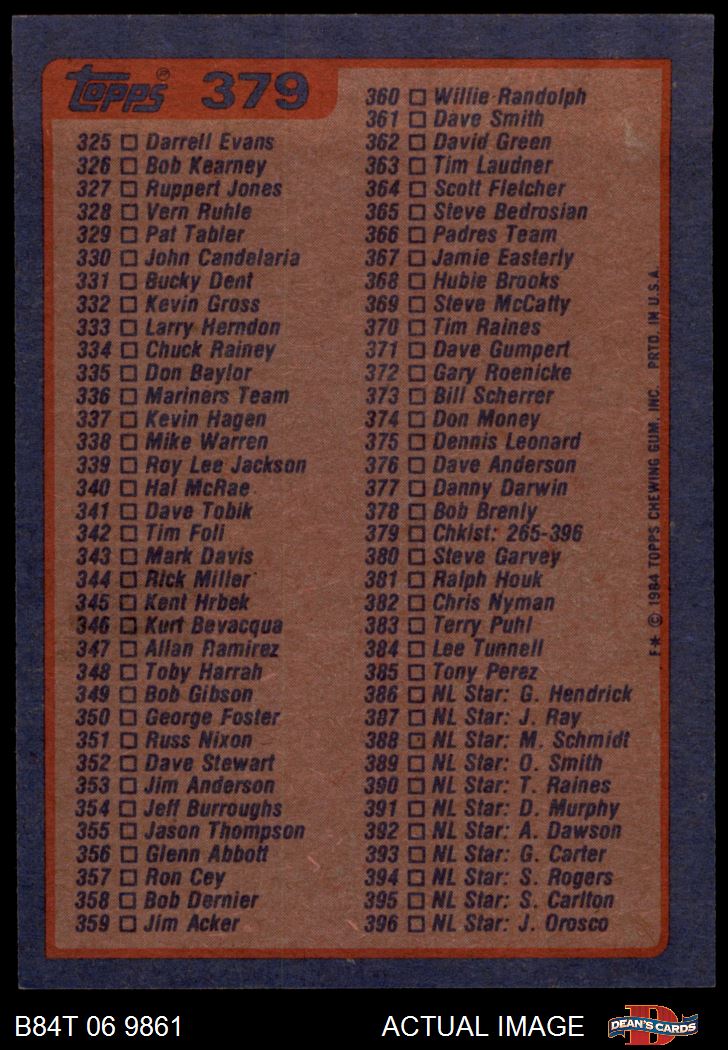 Topps® 379
325 Darrell Evans
326 Bob Kearney
327 Ruppert Jones
328 Vern Ruhle
329 Pat Tabler
330 John Candelaria
331 Bucky Dent
332 Kevin Gross
333 Larry Herndon
334 Chuck Rainey
335 Don Baylor
336 Mariners Team
337 Kevin Hagen
338 Mike Warren
339 Roy Lee Jackson
340 Hal McRae
341 Dave Tobik
342 Tim Foli
343 Mark Davis
344 Rick Miller
345 Kent Hrbek
346 Kurt Bevacqua
347 Allan Ramirez
348 Toby Harrah
349 Bob Gibson
350 George Foster
351 Russ Nixon
352 Dave Stewart
353 Jim Anderson
354 Jeff Burroughs
355 Jason Thompson
356 Glenn Abbott
357 Ron Cey
358 Bob Dernier
359 Jim Acker
360 Willie Randolph
361 Dave Smith
362 David Green
363 Tim Laudner
364 Scott Fletcher
365 Steve Bedrosian
366 Padres Team
367 Jamie Easterly
368 Hubie Brooks
369 Steve McCatty
370 Tim Raines
371 Dave Gumpert
372 Gary Roenicke
373 Bill Scherrer
374 Don Money
375 Dennis Leonard
376 Dave Anderson
377 Danny Darwin
378 Bob Brenly
379 Chklst: 265-396
380 Steve Garvey
381 Ralph Houk
382 Chris Nyman
383 Terry Puhl
384 Lee Tunnell
385 Tony Perez
386 NL Star: G. Hendrick
387 NL Star: J. Ray
388 NL Star: M. Schmidt
389 NL Star: O. Smith
390 NL Star: T. Raines
391 NL Star: D. Murphy
392 NL Star: A. Dawson
393 NL Star: G. Carter
394 NL Star: S. Rogers
395 NL Star: S. Carlton
396 NL Star: J. Orosco
F* © 1984 TOPPS CHEWING GUM, INC. PRTD. IN U.S.A.
B84T 06 9861 ACTUAL IMAGE
D
DEAN'S CARDS